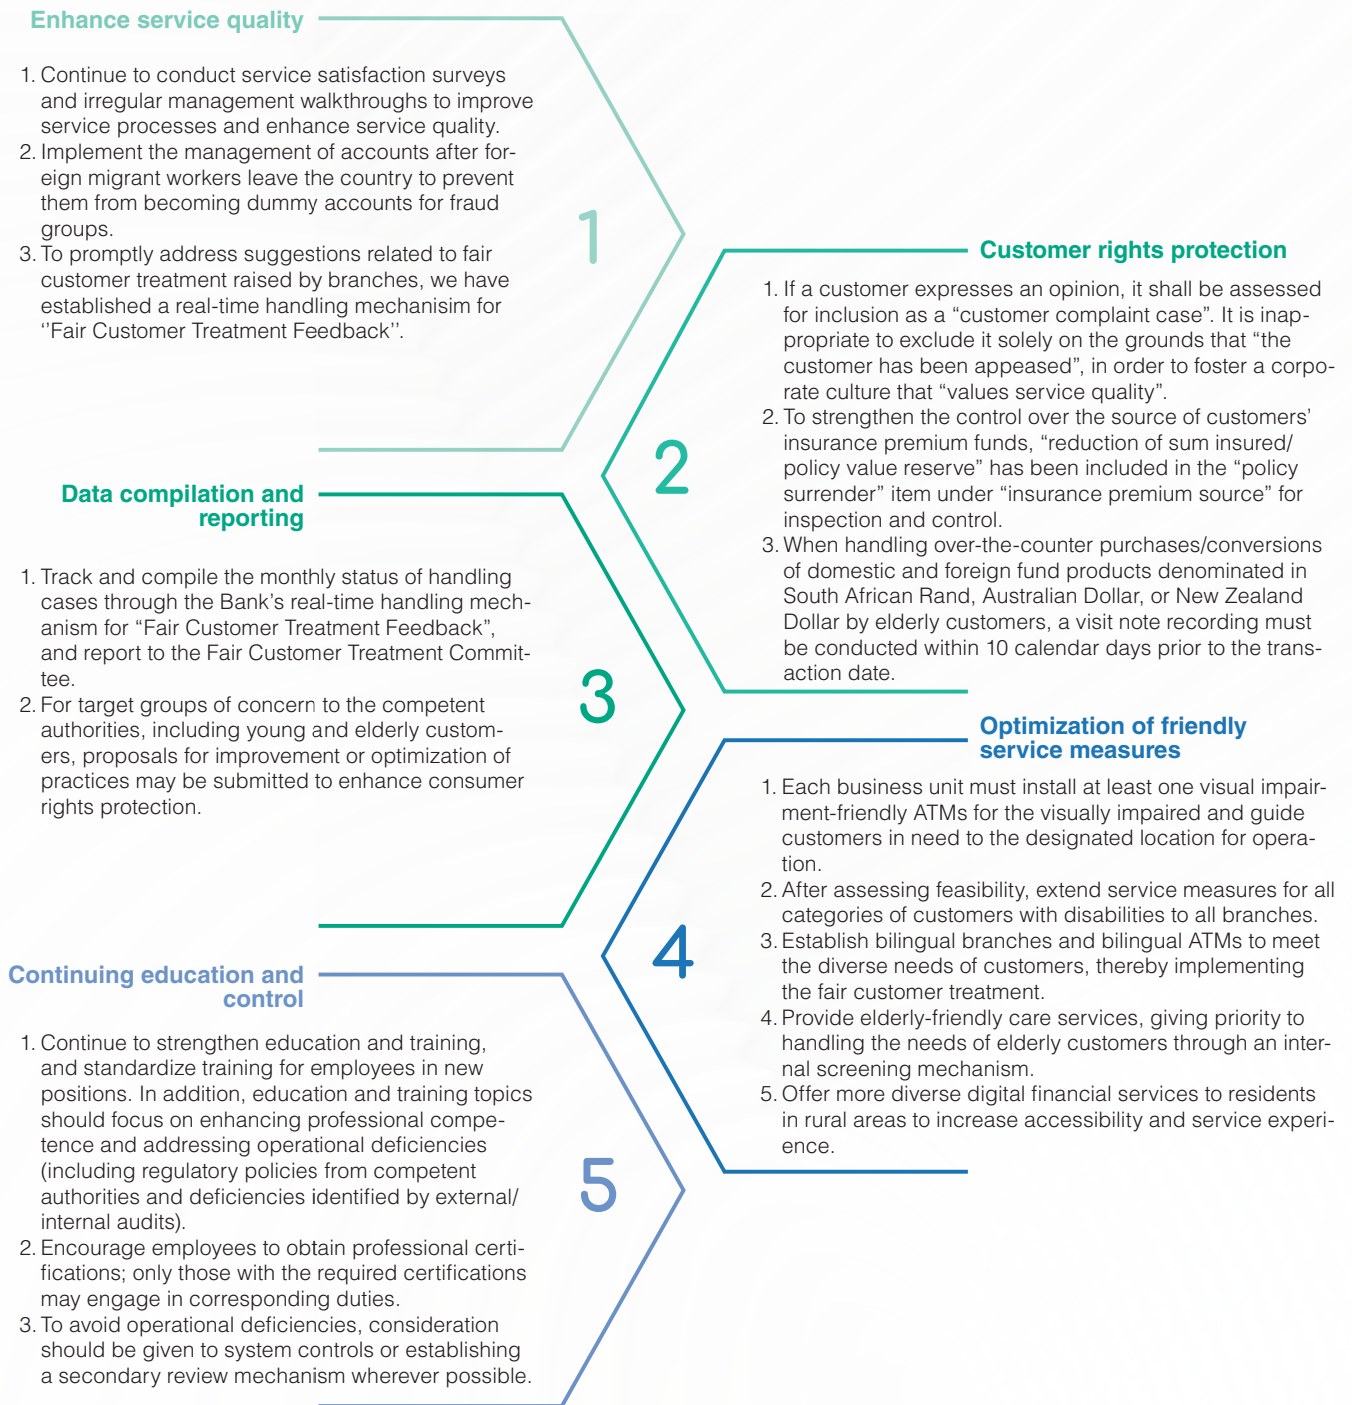 Enhance service quality
1. Continue to conduct service satisfaction surveys
and irregular management walkthroughs to improve
service processes and enhance service quality.
2. Implement the management of accounts after for-
eign migrant workers leave the country to prevent
them from becoming dummy accounts for fraud
groups.
3. To promptly address suggestions related to fair
customer treatment raised by branches, we have
established a real-time handling mechanisim for
‘’Fair Customer Treatment Feedback’’.
1
Customer rights protection
1. If a customer expresses an opinion, it shall be assessed
for inclusion as a “customer complaint case”. It is inap-
propriate to exclude it solely on the grounds that “the
customer has been appeased”, in order to foster a corpo-
rate culture that “values service quality”.
2. To strengthen the control over the source of customers’
insurance premium funds, “reduction of sum insured/
policy value reserve” has been included in the “policy
surrender” item under “insurance premium source” for
inspection and control.
3. When handling over-the-counter purchases/conversions
of domestic and foreign fund products denominated in
South African Rand, Australian Dollar, or New Zealand
Dollar by elderly customers, a visit note recording must
be conducted within 10 calendar days prior to the trans-
action date.
2
Data compilation and
reporting
1. Track and compile the monthly status of handling
cases through the Bank’s real-time handling mech-
anism for “Fair Customer Treatment Feedback”,
and report to the Fair Customer Treatment Commit-
tee.
2. For target groups of concern to the competent
authorities, including young and elderly custom-
ers, proposals for improvement or optimization of
practices may be submitted to enhance consumer
rights protection.
3
Optimization of friendly
service measures
1. Each business unit must install at least one visual impair-
ment-friendly ATMs for the visually impaired and guide
customers in need to the designated location for opera-
tion.
2. After assessing feasibility, extend service measures for all
categories of customers with disabilities to all branches.
3. Establish bilingual branches and bilingual ATMs to meet
the diverse needs of customers, thereby implementing
the fair customer treatment.
4. Provide elderly-friendly care services, giving priority to
handling the needs of elderly customers through an inter-
nal screening mechanism.
5. Offer more diverse digital financial services to residents
in rural areas to increase accessibility and service experi-
ence.
4
Continuing education and
control
1. Continue to strengthen education and training,
and standardize training for employees in new
positions. In addition, education and training topics
should focus on enhancing professional compe-
tence and addressing operational deficiencies
(including regulatory policies from competent
authorities and deficiencies identified by external/
internal audits).
2. Encourage employees to obtain professional certi-
fications; only those with the required certifications
may engage in corresponding duties.
3. To avoid operational deficiencies, consideration
should be given to system controls or establishing
a secondary review mechanism wherever possible.
5